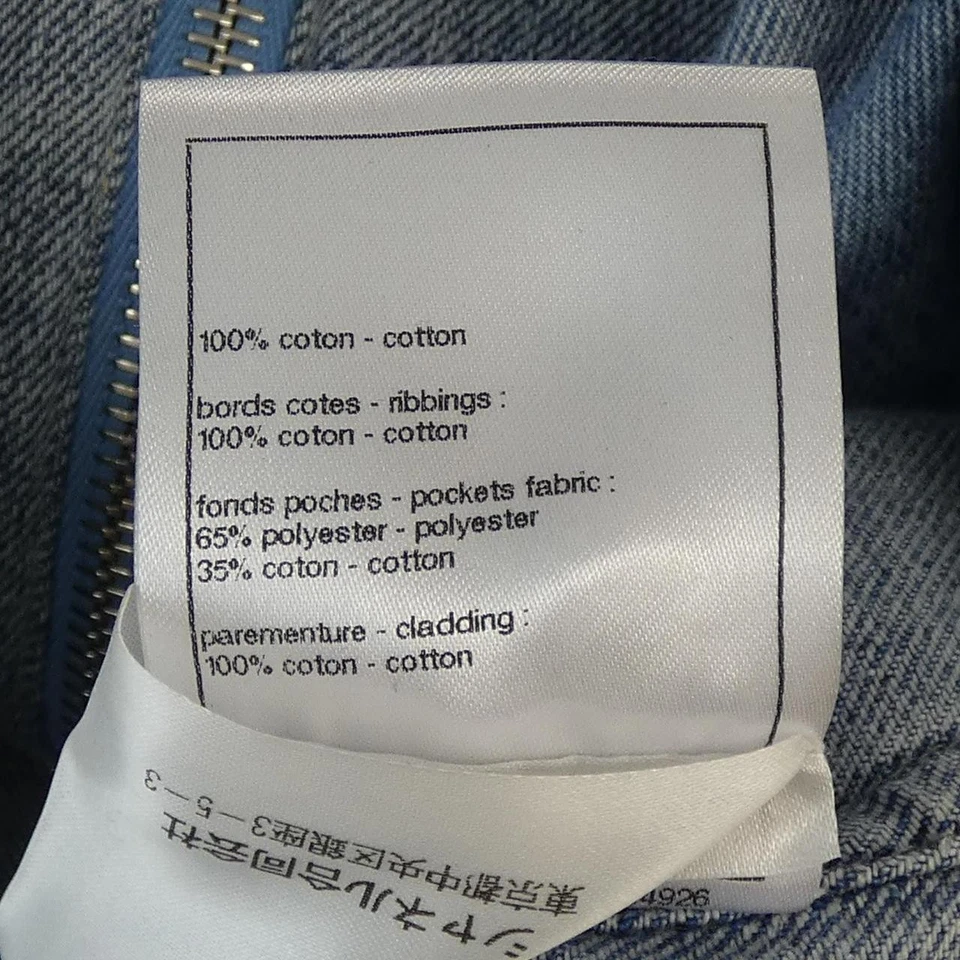 100% coton - cotton
bords cotes - ribbings :
100% coton - cotton
fonds poches - pockets fabric :
65% polyester - polyester
35% coton - cotton
parementure - cladding :
100% coton - cotton
シャネル合同会社
東京都中央区銀座3-5-3
4926